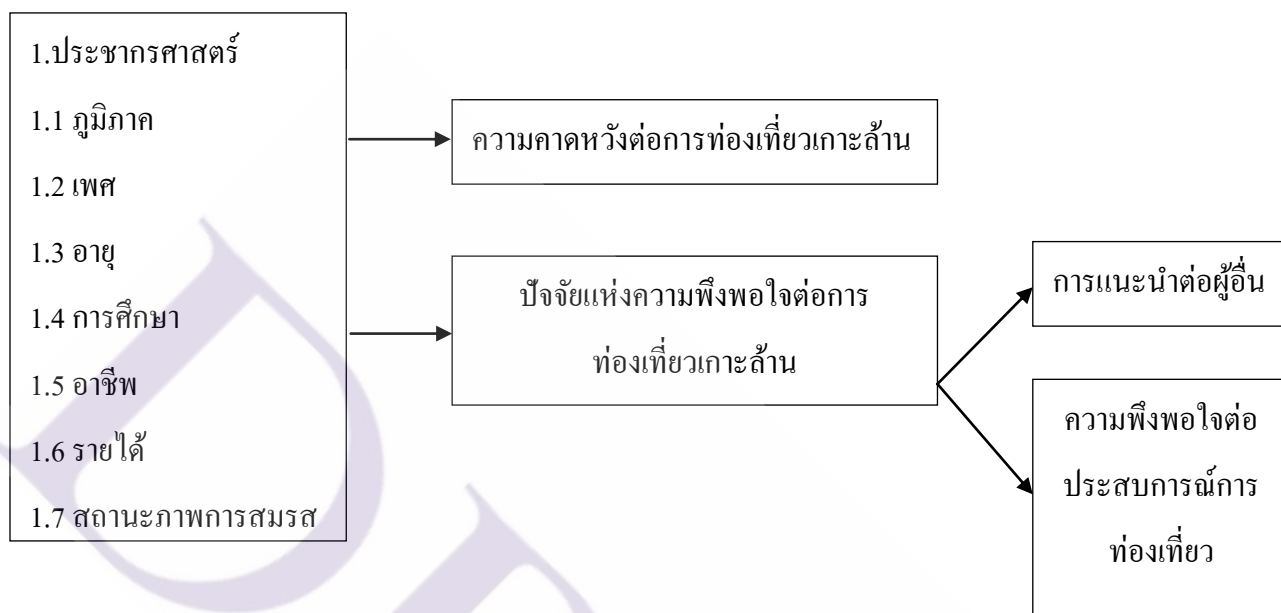 1.ประชากรศาสตร์
1.1 ภูมิภาค
1.2 เพศ
1.3 อายุ
1.4 การศึกษา
1.5 อาชีพ
1.6 รายได้
1.7 สถานะภาพการสมรส
ความคาดหวังต่อการท่องเที่ยวเกาะล้าน
ปัจจัยแห่งความพึงพอใจต่อการ
ท่องเที่ยวเกาะล้าน
การแนะนำต่อผู้อื่น
ความพึงพอใจต่อ
ประสบการณ์การ
ท่องเที่ยว